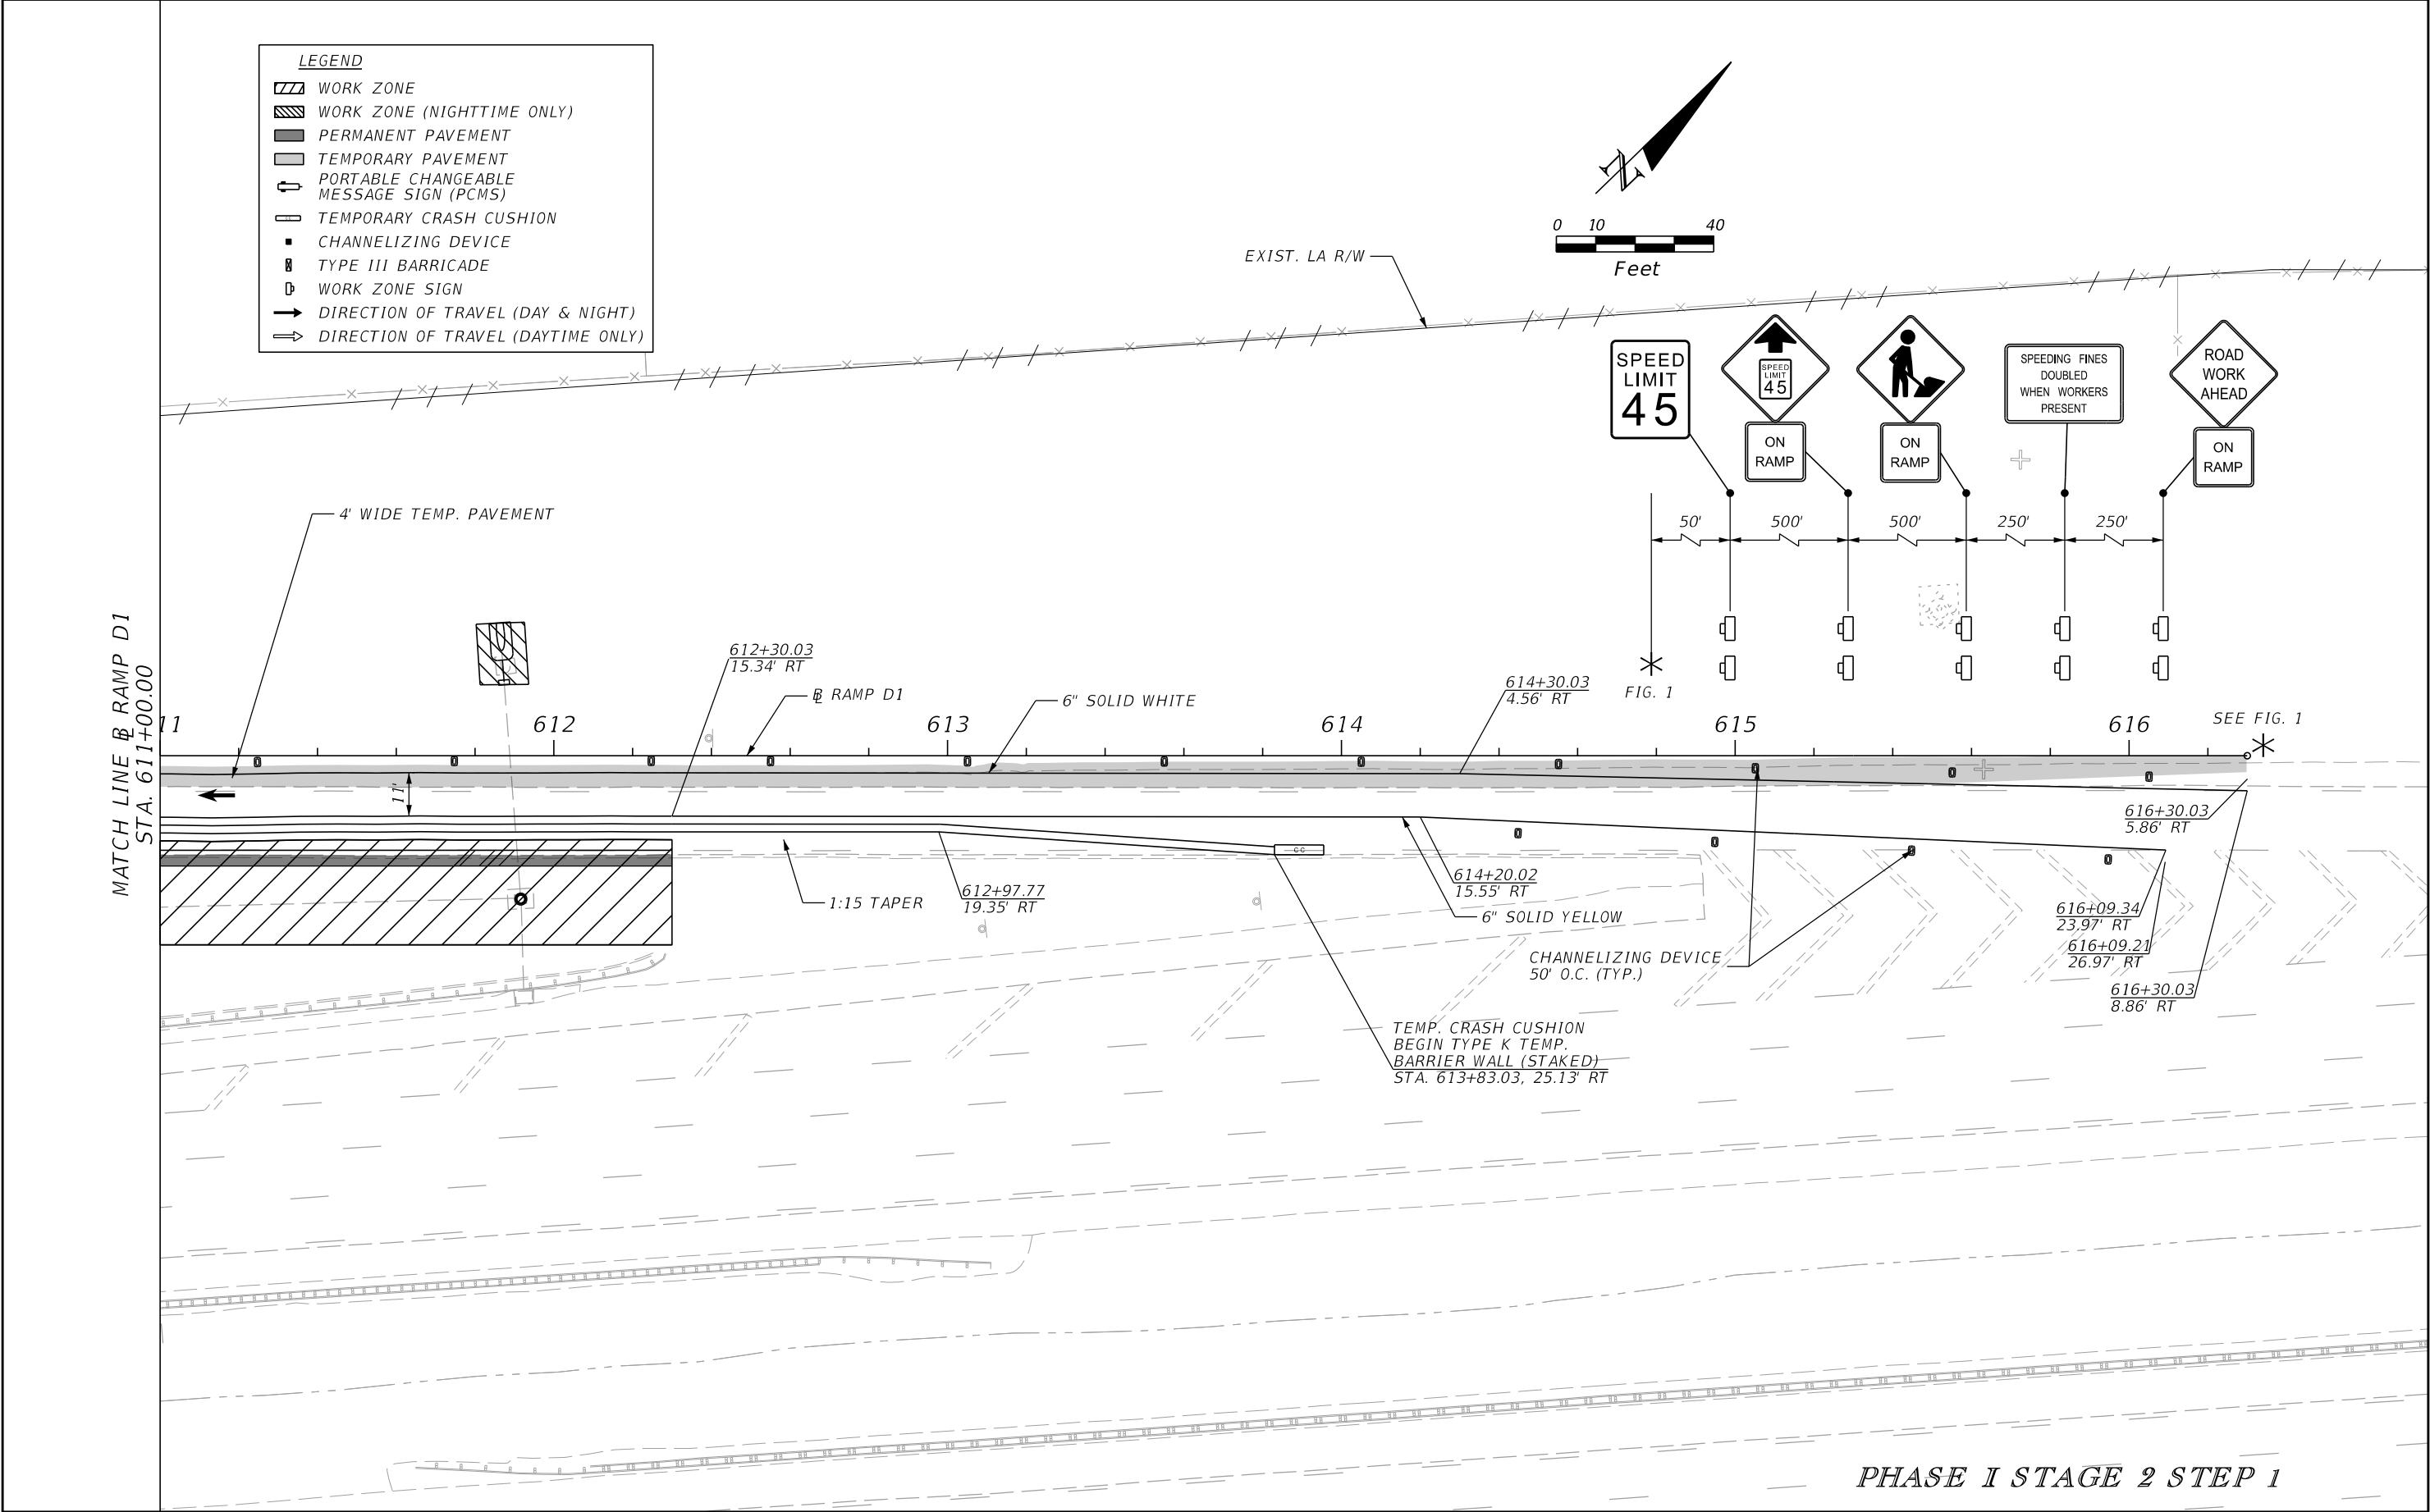 LEGEND
WORK ZONE
WORK ZONE (NIGHTTIME ONLY)
PERMANENT PAVEMENT
TEMPORARY PAVEMENT
PORTABLE CHANGEABLE
MESSAGE SIGN (PCMS)
TEMPORARY CRASH CUSHION
CHANNELIZING DEVICE
TYPE III BARRICADE
WORK ZONE SIGN
DIRECTION OF TRAVEL (DAY & NIGHT)
DIRECTION OF TRAVEL (DAYTIME ONLY)
N
0 10 40
Feet
EXIST. LA R/W
SPEED
LIMIT
45
SPEED
LIMIT
45
ON
RAMP
ON
RAMP
SPEEDING FINES
DOUBLED
WHEN WORKERS
PRESENT
ROAD
WORK
AHEAD
ON
RAMP
50' 500' 500' 250' 250'
FIG. 1
4' WIDE TEMP. PAVEMENT
612+30.03
15.34' RT
B RAMP D1
6" SOLID WHITE
614+30.03
4.56' RT
SEE FIG. 1
MATCH LINE B RAMP D1
STA. 611+00.00
11 612 613 614 615 616
11'
616+30.03
5.86' RT
1:15 TAPER
612+97.77
19.35' RT
CC
614+20.02
15.55' RT
6" SOLID YELLOW
CHANNELIZING DEVICE
50' O.C. (TYP.)
616+09.34
23.97' RT
616+09.21
26.97' RT
616+30.03
8.86' RT
TEMP. CRASH CUSHION
BEGIN TYPE K TEMP.
BARRIER WALL (STAKED)
STA. 613+83.03, 25.13' RT
PHASE I STAGE 2 STEP 1